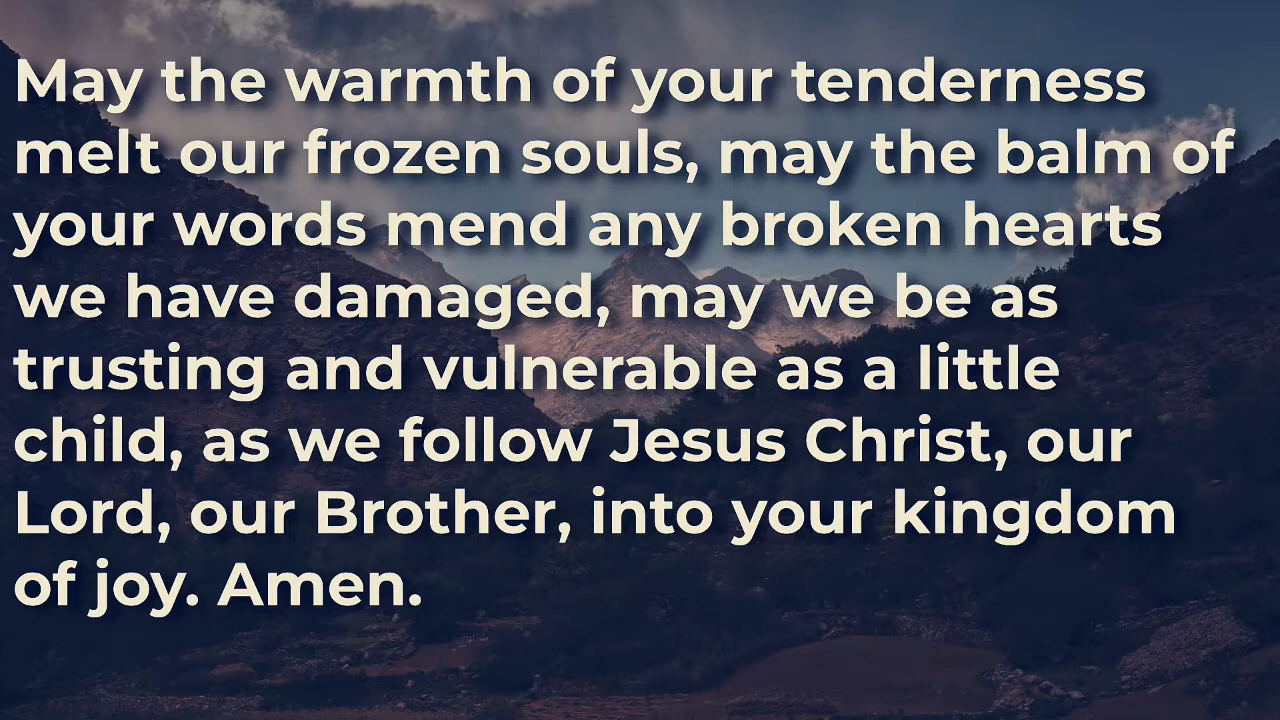 May the warmth of your tenderness
melt our frozen souls, may the balm of
your words mend any broken hearts
we have damaged, may we be as
trusting and vulnerable as a little
child, as we follow Jesus Christ, our
Lord, our Brother, into your kingdom
of joy. Amen.